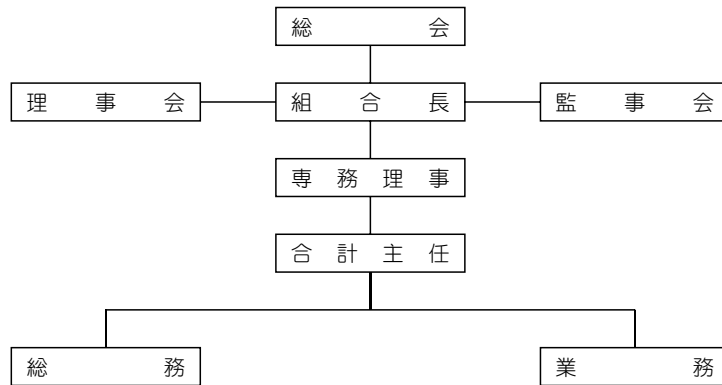 総会
理事会 組合長 監事会
専務理事
合計主任
総務 業務